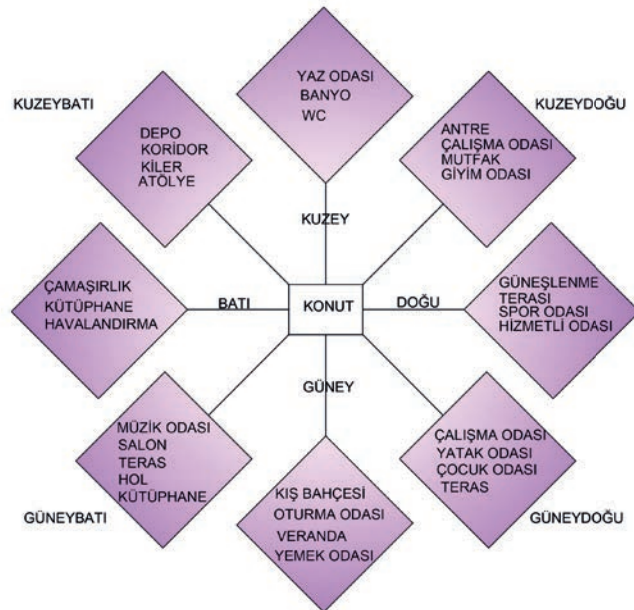 YAZ ODASI
BANYO
WC
KUZEYBATI
KUZEYDOĞU
DEPO
KORİDOR
KİLER
ATÖLYE
ANTRE
ÇALIŞMA ODASI
MUTFAK
GİYİM ODASI
KUZEY
ÇAMAŞIRLIK
KÜTÜPHANE
HAVALANDIRMA
BATI
KONUT
DOĞU
GÜNEŞLENME
TERASI
SPOR ODASI
HİZMETLİ ODASI
GÜNEY
MÜZİK ODASI
SALON
TERAS
HOL
KÜTÜPHANE
ÇALIŞMA ODASI
YATAK ODASI
ÇOCUK ODASI
TERAS
KIŞ BAHÇESİ
OTURMA ODASI
VERANDA
YEMEK ODASI
GÜNEYBATI
GÜNEYDOĞU